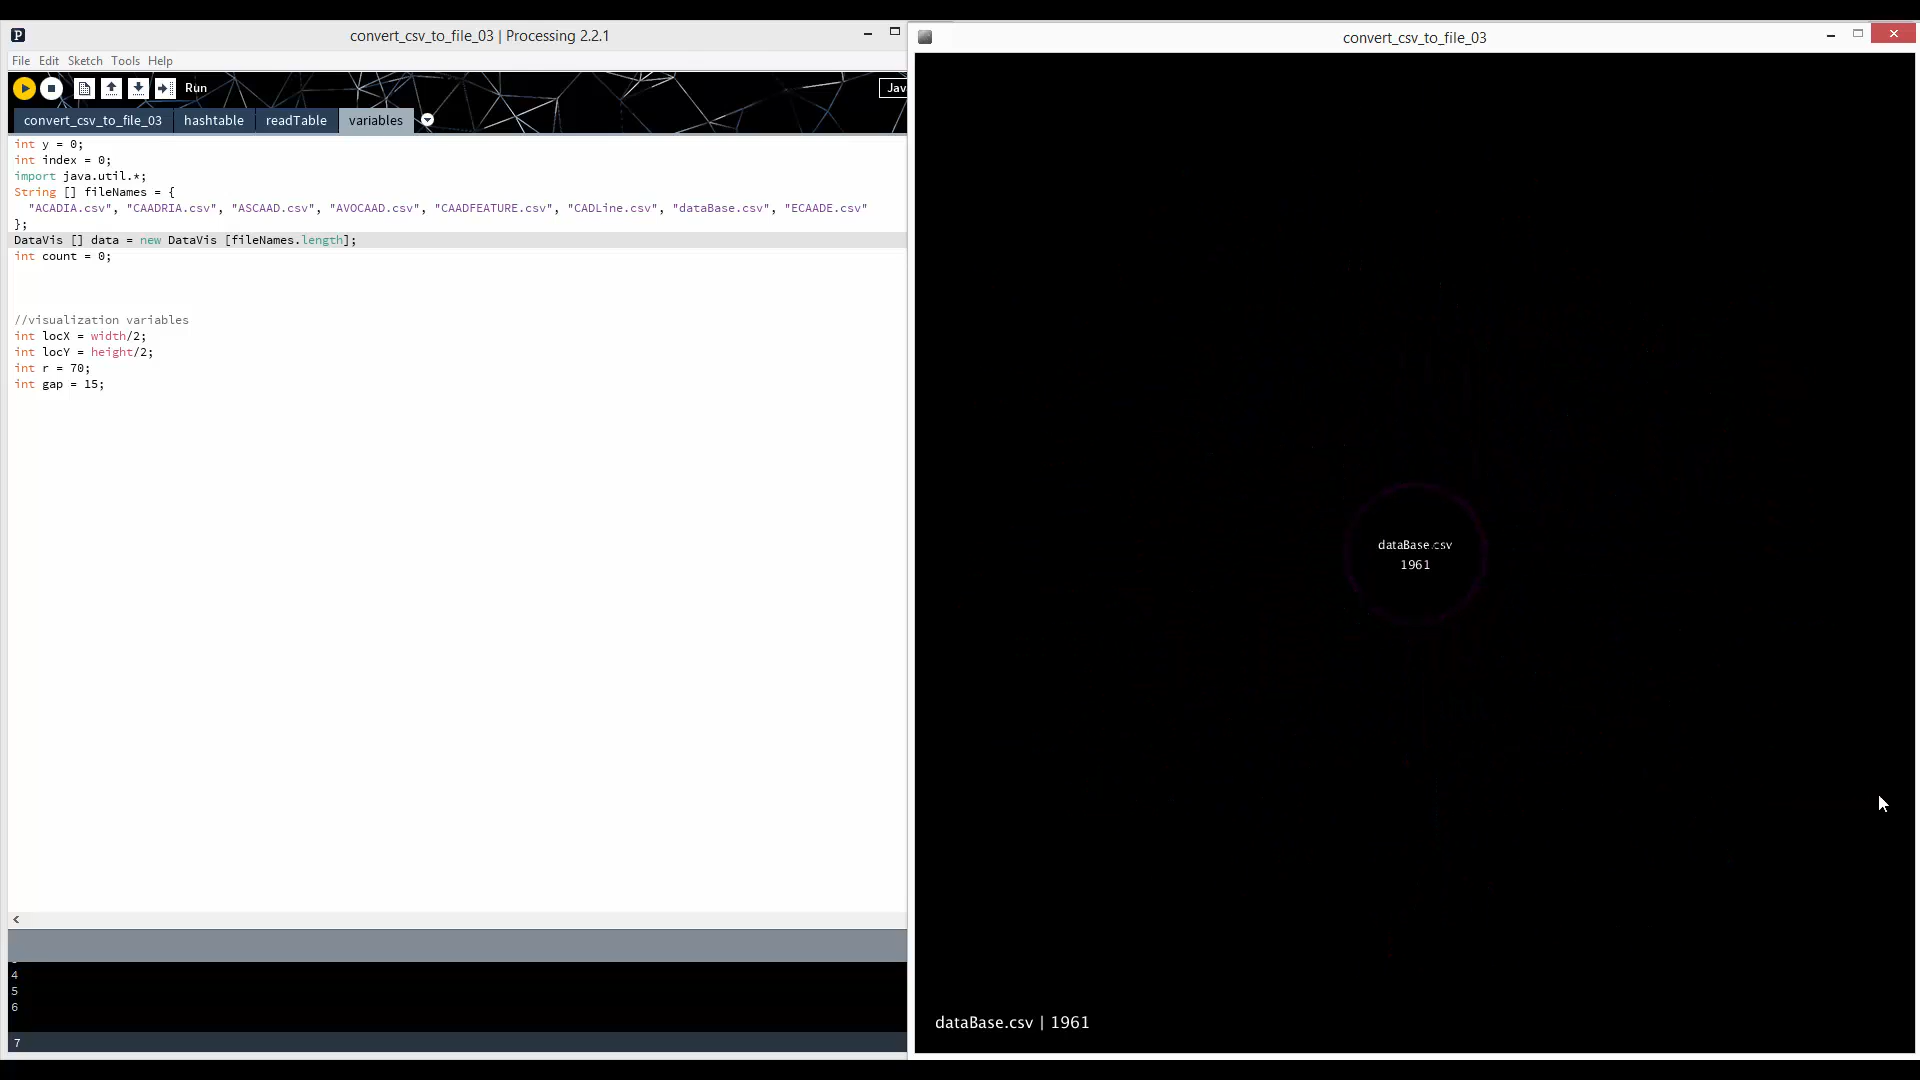 convert_csv_to_file_03 | Processing 2.2.1
File Edit Sketch Tools Help
Run
Jav
convert_csv_to_file_03 hashtable readTable variables
int y = 0;
int index = 0;
import java.util.*;
String [] fileNames = {
"ACADIA.csv", "CAADRIA.csv", "ASCAAD.csv", "AVOCAAD.csv", "CAADFEATURE.csv", "CADLine.csv", "dataBase.csv", "ECAADE.csv"
};
DataVis [] data = new DataVis [fileNames.length];
int count = 0;
//visualization variables
int locX = width/2;
int locY = height/2;
int r = 70;
int gap = 15;
4
5
6
7
convert_csv_to_file_03
dataBase.csv
1961
dataBase.csv | 1961